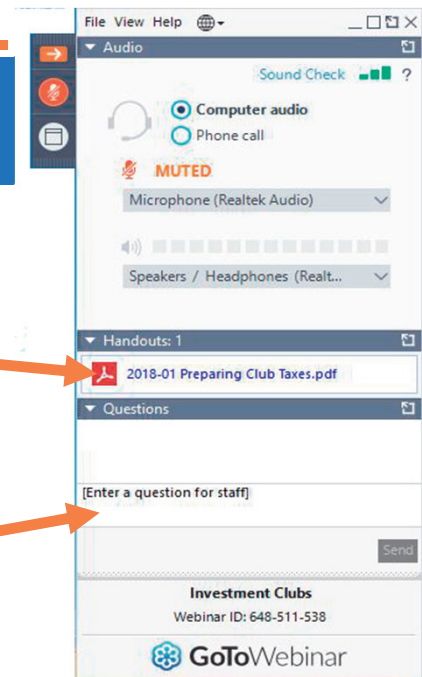 File View Help
Audio
Sound Check ?
Computer audio
Phone call
MUTED
Microphone (Realtek Audio)
Speakers / Headphones (Realt...
Handouts: 1
2018-01 Preparing Club Taxes.pdf
Questions
[Enter a question for staff]
Send
Investment Clubs
Webinar ID: 648-511-538
GoToWebinar